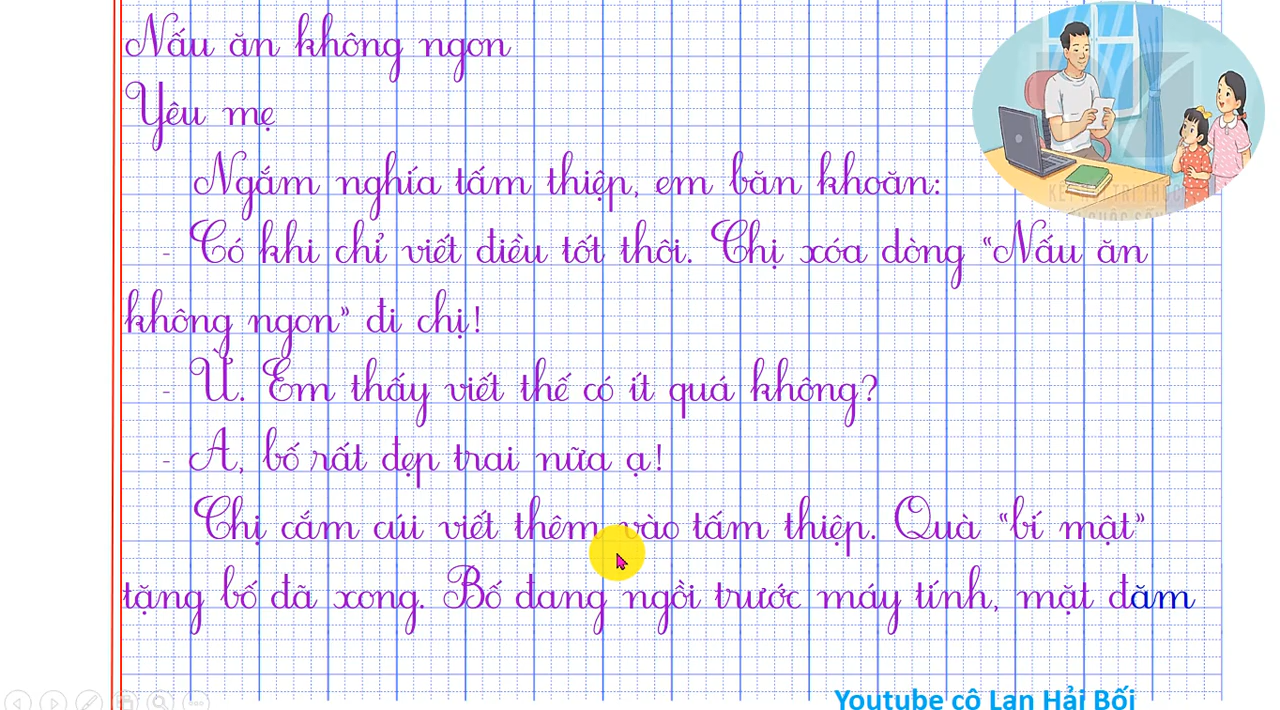 Nấu ăn không ngon
Yêu mẹ
Ngắm nghía tấm thiệp, em băn khoăn:
- Có khi chỉ viết điều tốt thôi. Chị xóa dòng “Nấu ăn
không ngon” đi chị!
- Ừ. Em thấy viết thế có ít quá không?
- A, bố rất đẹp trai nữa ạ!
Chị cắm cúi viết thêm vào tấm thiệp. Quà “bí mật”
tặng bố đã xong. Bố đang ngồi trước máy tính, mặt đăm
Youtube cô Lan Hải Bối